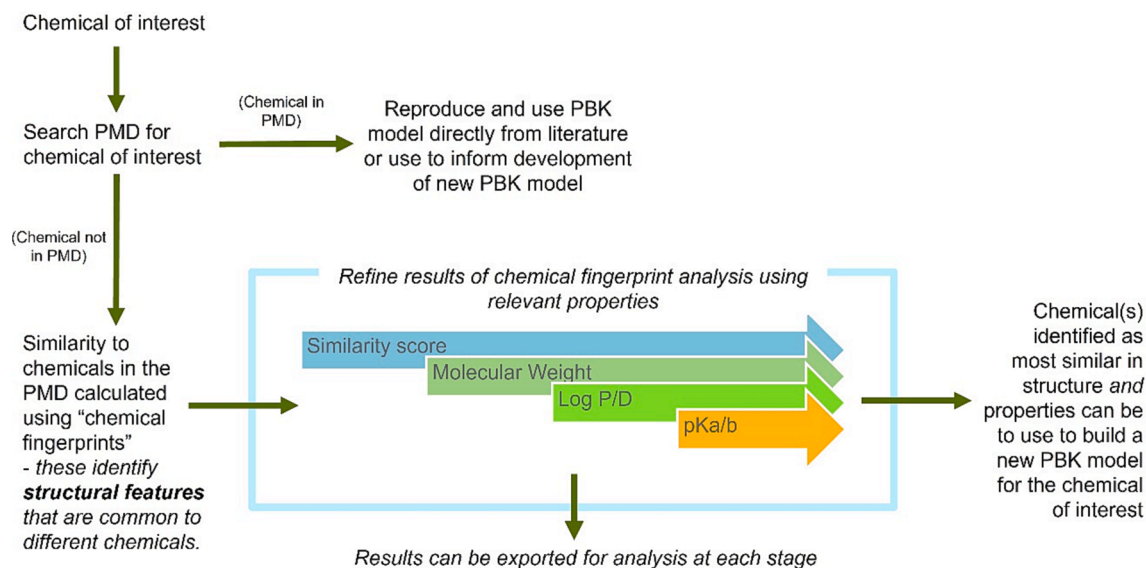 Chemical of interest
Search PMD for
chemical of interest
(Chemical in
PMD)
Reproduce and use PBK
model directly from literature
or use to inform development
of new PBK model
(Chemical not
in PMD)
Similarity to
chemicals in the
PMD calculated
using “chemical
fingerprints”
- these identify
structural features
that are common to
different chemicals.
Refine results of chemical fingerprint analysis using
relevant properties
Similarity score
Molecular Weight
Log P/D
pKa/b
Results can be exported for analysis at each stage
Chemical(s)
identified as
most similar in
structure and
properties can be
to use to build a
new PBK model
for the chemical
of interest